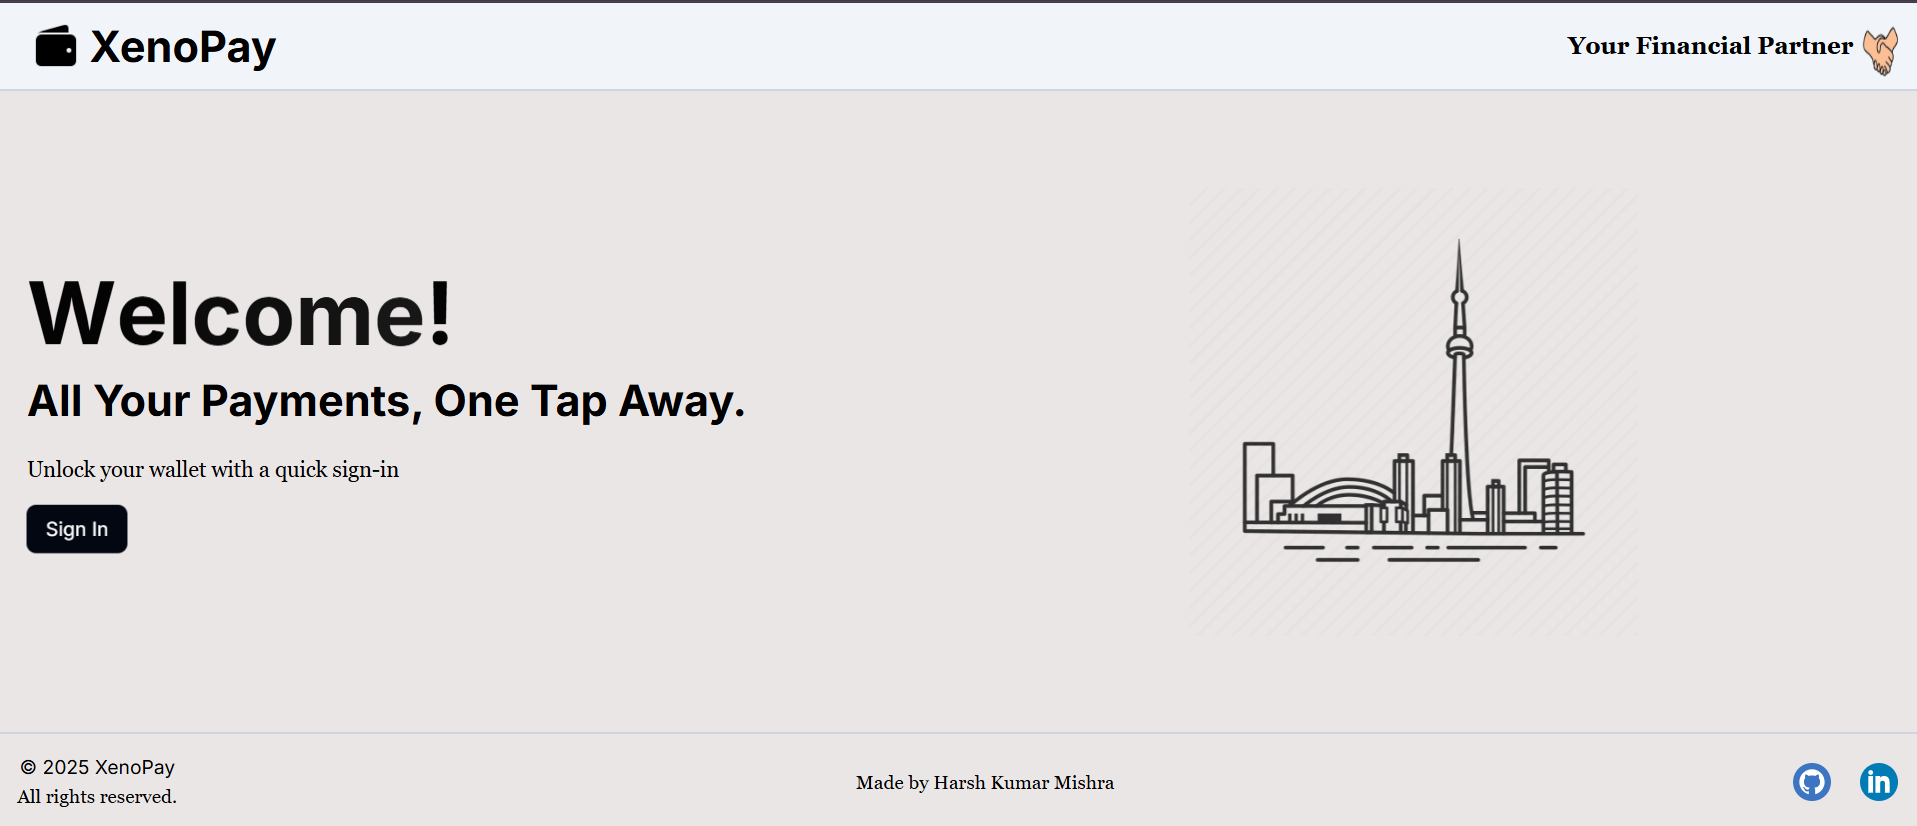 XenoPay
Your Financial Partner
Welcome!
All Your Payments, One Tap Away.
Unlock your wallet with a quick sign-in
Sign In
© 2025 XenoPay
All rights reserved.
Made by Harsh Kumar Mishra
in